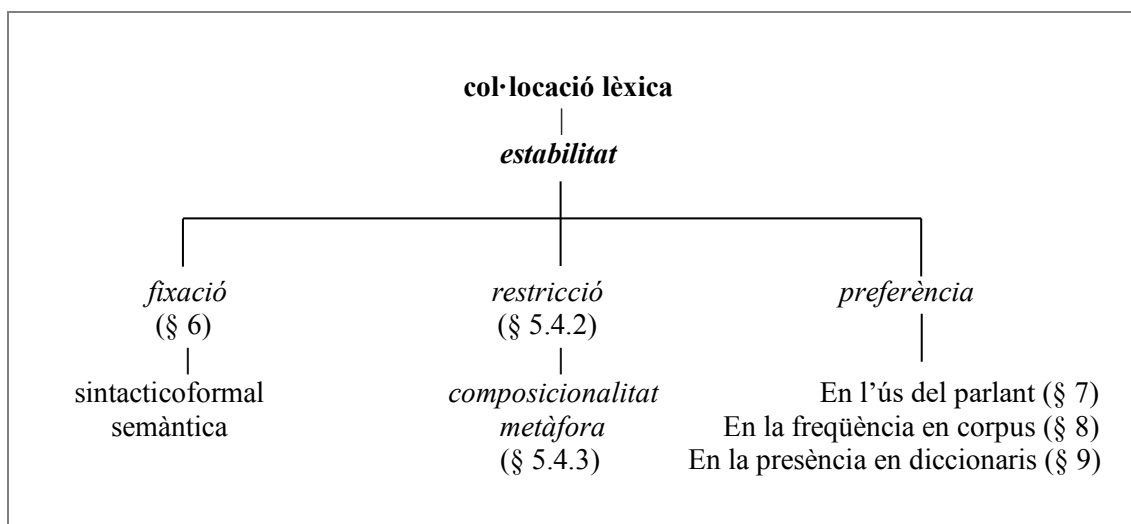 col·locació lèxica
estabilitat
fixació
(§ 6)
sintacticoformal
semàntica
restricció
(§ 5.4.2)
composicionalitat
metàfora
(§ 5.4.3)
preferència
En l’ús del parlant (§ 7)
En la freqüència en corpus (§ 8)
En la presència en diccionaris (§ 9)